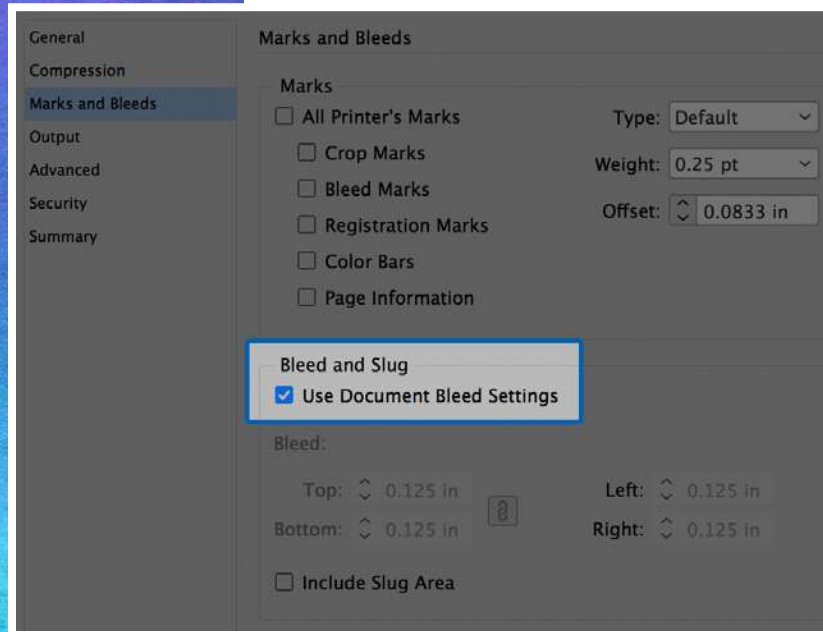 General
Compression
Marks and Bleeds
Output
Advanced
Security
Summary
Marks and Bleeds
Marks
All Printer's Marks
Crop Marks
Bleed Marks
Registration Marks
Color Bars
Page Information
Type: Default
Weight: 0.25 pt
Offset: 0.0833 in
Bleed and Slug
Use Document Bleed Settings
Bleed:
Top: 0.125 in Left: 0.125 in
Bottom: 0.125 in Right: 0.125 in
Include Slug Area